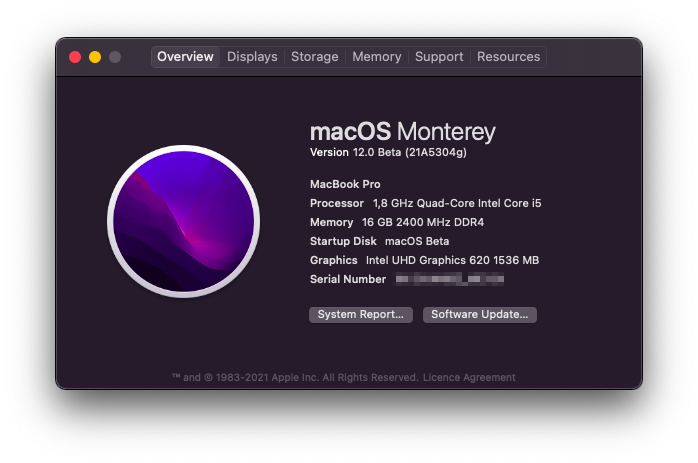 Overview Displays Storage Memory Support Resources
macOS Monterey
Version 12.0 Beta (21A5304g)
MacBook Pro
Processor 1,8 GHz Quad-Core Intel Core i5
Memory 16 GB 2400 MHz DDR4
Startup Disk macOS Beta
Graphics Intel UHD Graphics 620 1536 MB
Serial Number
System Report... Software Update...
™ and © 1983-2021 Apple Inc. All Rights Reserved. Licence Agreement